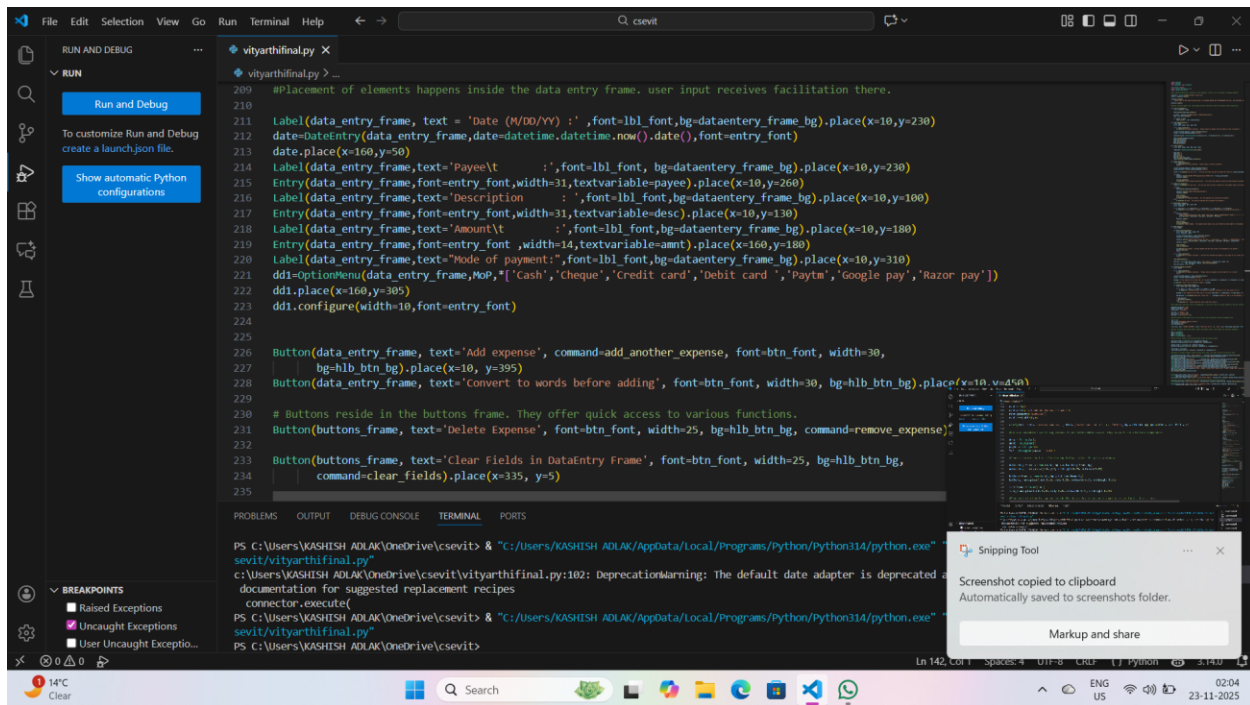 File Edit Selection View Go Run Terminal Help
csevit
RUN AND DEBUG
RUN
Run and Debug
To customize Run and Debug
create a launch.json file.
Show automatic Python
configurations
vityarthifinal.py
vityarthifinal.py > ...
209 #Placement of elements happens inside the data entry frame. user input receives facilitation there.
210
211 Label(data_entry_frame, text = 'Date (M/DD/YY) :' ,font=lbl_font,bg=dataentery_frame_bg).place(x=10,y=230)
212 date=DateEntry(data_entry_frame,date=datetime.datetime.now().date(),font=entry_font)
213 date.place(x=160,y=50)
214 Label(data_entry_frame,text='Payee\t       :',font=lbl_font, bg=dataentery_frame_bg).place(x=10,y=230)
215 Entry(data_entry_frame,font=entry_font,width=31,textvariable=payee).place(x=10,y=260)
216 Label(data_entry_frame,text='Description      : ',font=lbl_font,bg=dataentery_frame_bg).place(x=10,y=100)
217 Entry(data_entry_frame,font=entry_font,width=31,textvariable=desc).place(x=10,y=130)
218 Label(data_entry_frame,text='Amount\t        :',font=lbl_font,bg=dataentery_frame_bg).place(x=10,y=180)
219 Entry(data_entry_frame,font=entry_font ,width=14,textvariable=amnt).place(x=160,y=180)
220 Label(data_entry_frame,text="Mode of payment:",font=lbl_font,bg=dataentery_frame_bg).place(x=10,y=310)
221 dd1=OptionMenu(data_entry_frame,MoP,*['Cash','Cheque','Credit card','Debit card ','Paytm','Google pay','Razor pay'])
222 dd1.place(x=160,y=305)
223 dd1.configure(width=10,font=entry_font)
224
225
226 Button(data_entry_frame, text='Add expense', command=add_another_expense, font=btn_font, width=30,
227 bg=hlb_btn_bg).place(x=10, y=395)
228 Button(data_entry_frame, text='Convert to words before adding', font=btn_font, width=30, bg=hlb_btn_bg).place(x=10,y=450)
229
230 # Buttons reside in the buttons frame. They offer quick access to various functions.
231 Button(buttons_frame, text='Delete Expense', font=btn_font, width=25, bg=hlb_btn_bg, command=remove_expense)
232
233 Button(buttons_frame, text='Clear Fields in DataEntry Frame', font=btn_font, width=25, bg=hlb_btn_bg,
234 command=clear_fields).place(x=335, y=5)
235
PROBLEMS OUTPUT DEBUG CONSOLE TERMINAL PORTS
PS C:\Users\KASHISH ADLAK\OneDrive\csevit> & "C:/Users/KASHISH ADLAK/AppData/Local/Programs/Python/Python314/python.exe" "
sevit/vityarthifinal.py"
c:\Users\KASHISH ADLAK\OneDrive\csevit\vityarthifinal.py:102: DeprecationWarning: The default date adapter is deprecated a
documentation for suggested replacement recipes
connector.execute(
PS C:\Users\KASHISH ADLAK\OneDrive\csevit> & "C:/Users/KASHISH ADLAK/AppData/Local/Programs/Python/Python314/python.exe" "
sevit/vityarthifinal.py"
PS C:\Users\KASHISH ADLAK\OneDrive\csevit>
BREAKPOINTS
Raised Exceptions
Uncaught Exceptions
User Uncaught Exceptio...
Snipping Tool
Screenshot copied to clipboard
Automatically saved to screenshots folder.
Markup and share
0 0
Ln 142, Col 1 Spaces: 4 UTF-8 CRLF { } Python 3.14.0
1
14°C
Clear
Search
ENG
US
02:04
23-11-2025